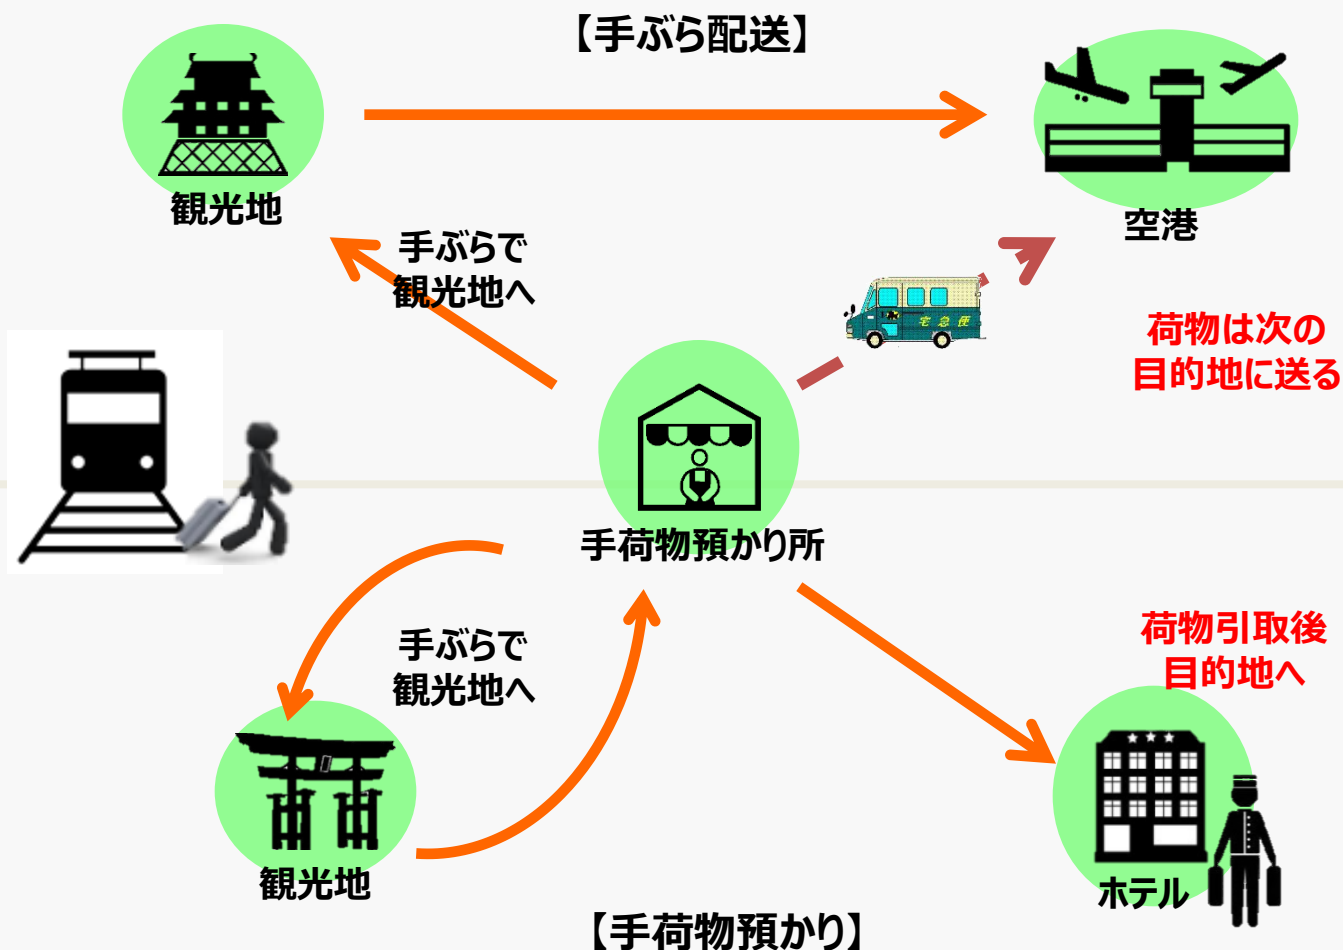 【手ぶら配送】
観光地
空港
手ぶらで
観光地へ
宅急便
荷物は次の
目的地に送る
手荷物預かり所
手ぶらで
観光地へ
荷物引取後
目的地へ
観光地
ホテル
【手荷物預かり】